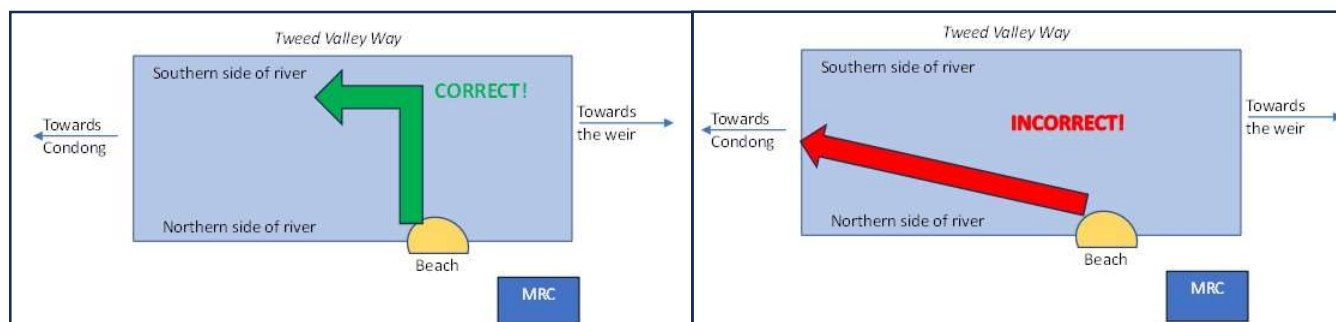 Tweed Valley Way
Southern side of river
CORRECT!
Towards
Condong
Towards
the weir
Northern side of river
Beach
MRC
Tweed Valley Way
Southern side of river
INCORRECT!
Towards
Condong
Towards
the weir
Northern side of river
Beach
MRC